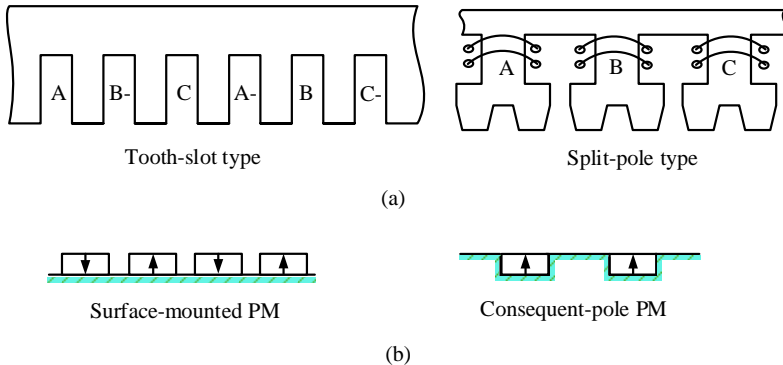 A B- C A- B C-
A B C
Tooth-slot type
Split-pole type
(a)
Surface-mounted PM
Consequent-pole PM
(b)